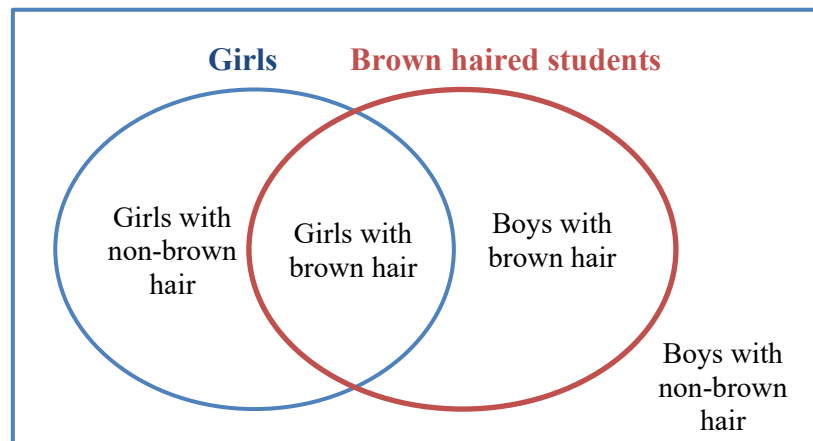 Girls
Brown haired students
Girls with
non-brown
hair
Girls with
brown hair
Boys with
brown hair
Boys with
non-brown
hair